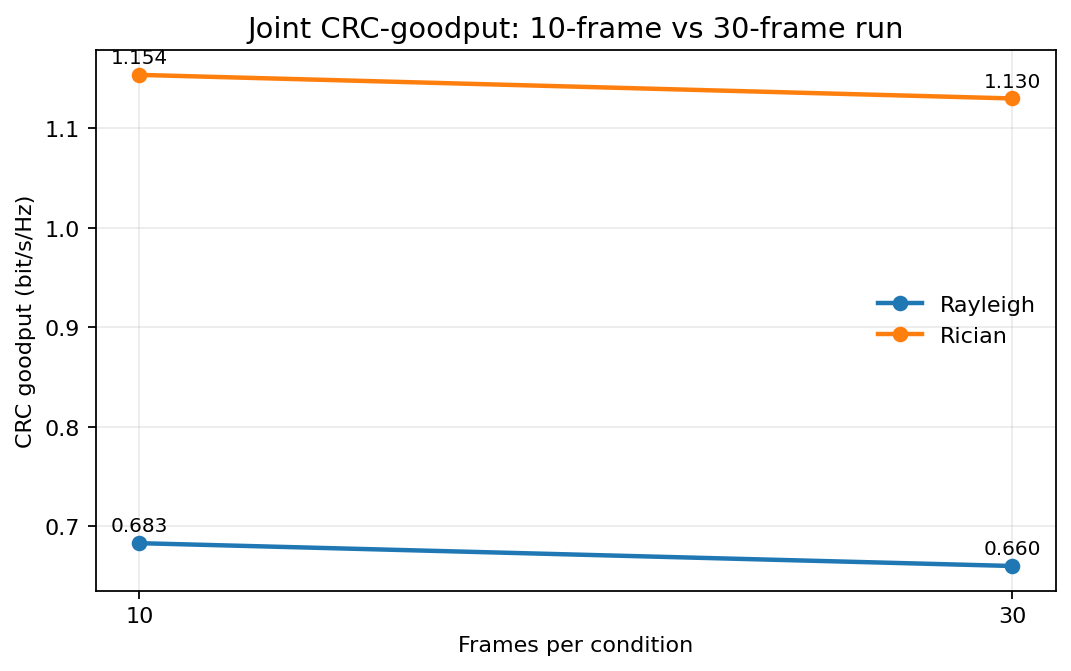 Joint CRC-goodput: 10-frame vs 30-frame run
1.154
1.130
1.1
1.0
0.9
0.8
0.7
CRC goodput (bit/s/Hz)
Rayleigh
Rician
0.683
0.660
10
30
Frames per condition